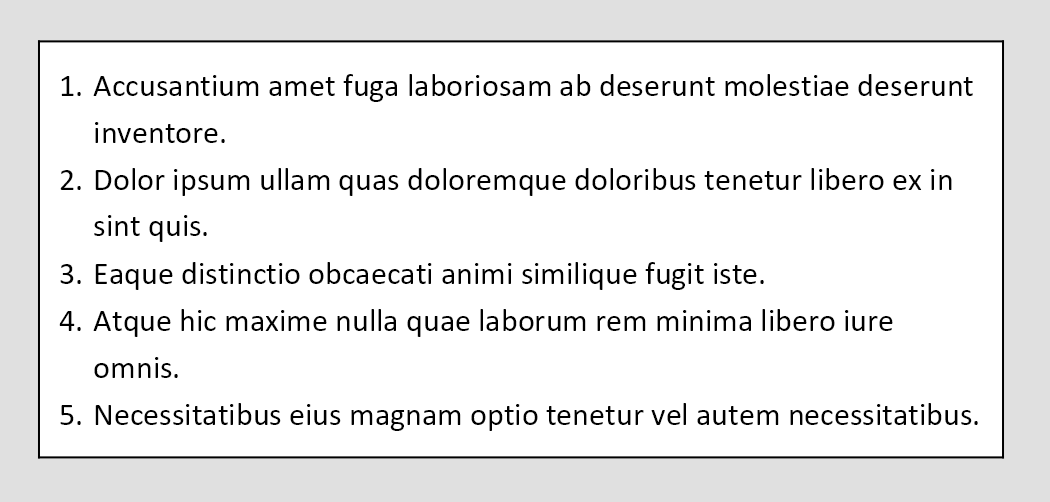 1. Accusantium amet fuga laboriosam ab deserunt molestiae deserunt
inventore.
2. Dolor ipsum ullam quas doloremque doloribus tenetur libero ex in
sint quis.
3. Eaque distinctio obcaecati animi similique fugit iste.
4. Atque hic maxime nulla quae laborum rem minima libero iure
omnis.
5. Necessitatibus eius magnam optio tenetur vel autem necessitatibus.